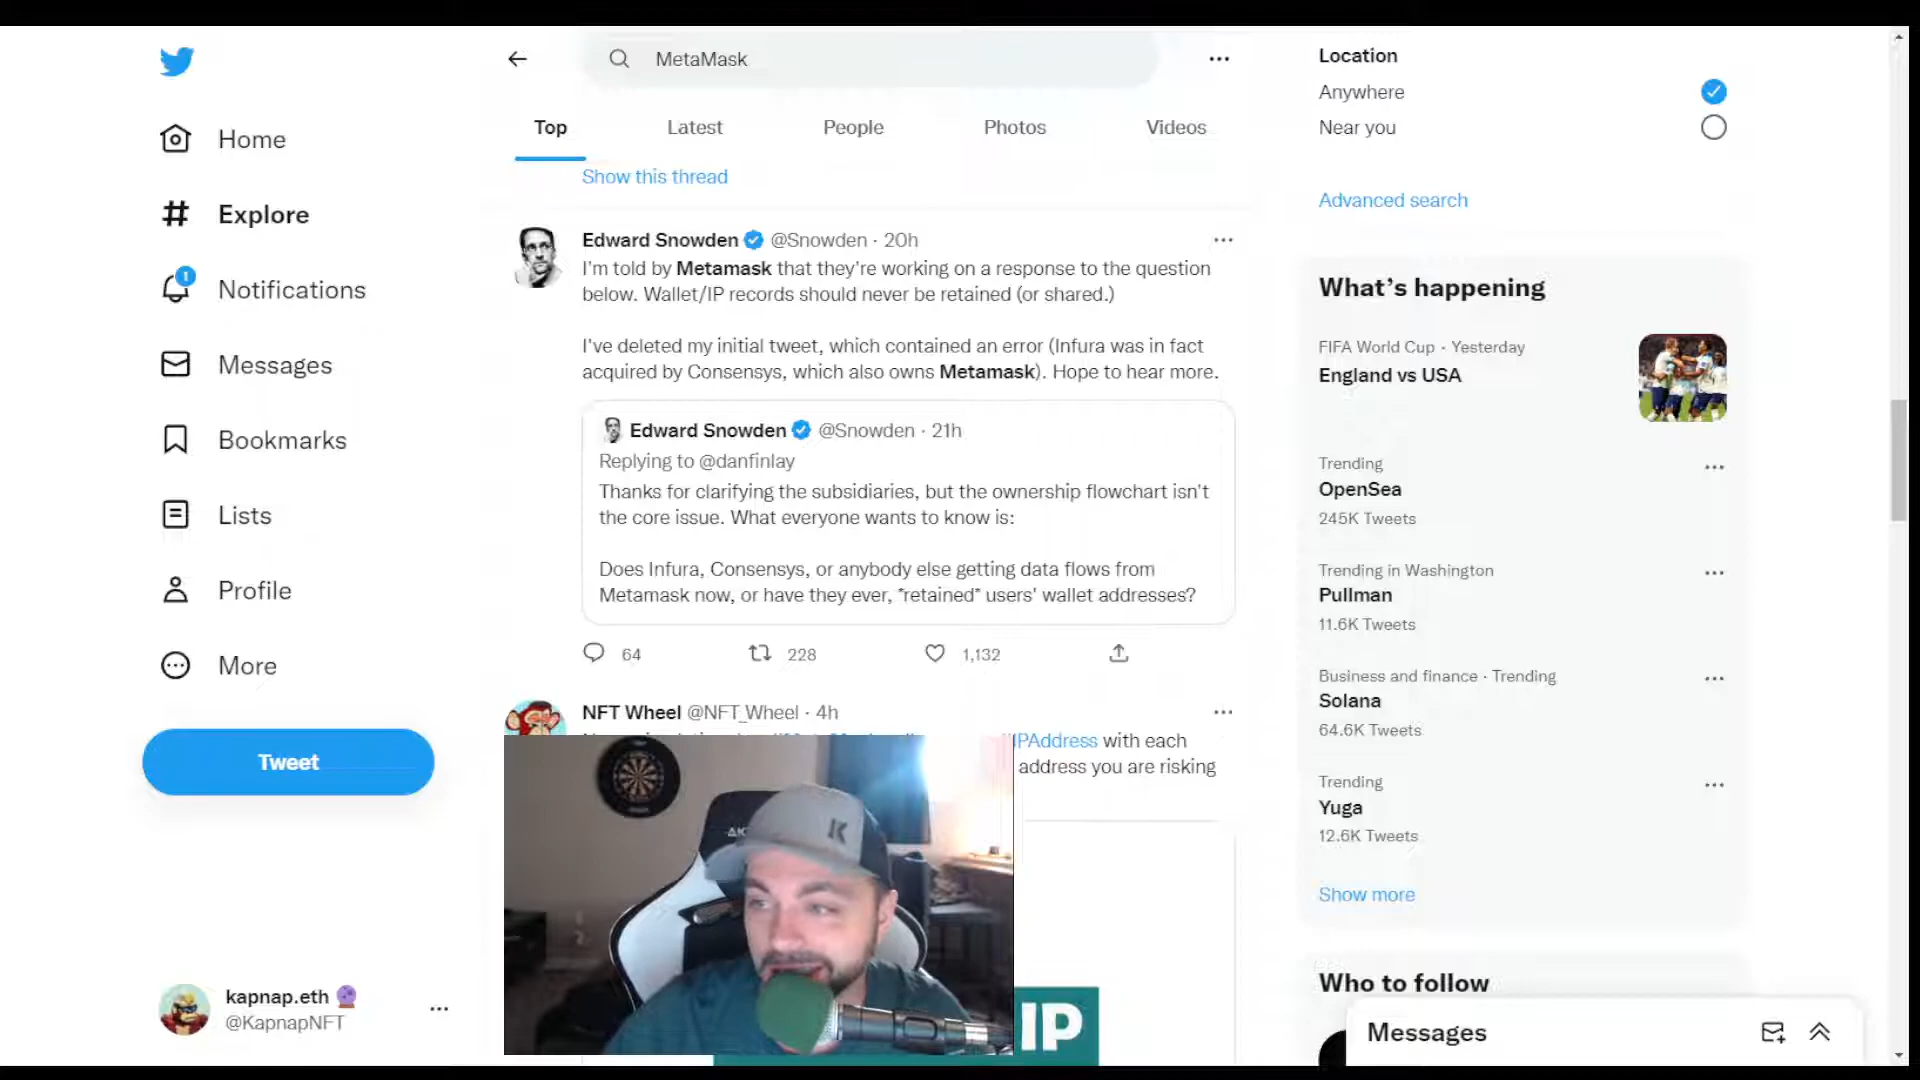 MetaMask
Top
Latest
People
Photos
Videos
Home
Explore
1
Notifications
Messages
Bookmarks
Lists
Profile
More
Tweet
kapnap.eth
@KapnapNFT
Show this thread
Edward Snowden @Snowden · 20h
I'm told by Metamask that they're working on a response to the question
below. Wallet/IP records should never be retained (or shared.)
I've deleted my initial tweet, which contained an error (Infura was in fact
acquired by Consensys, which also owns Metamask). Hope to hear more.
Edward Snowden @Snowden · 21h
Replying to @danfinlay
Thanks for clarifying the subsidiaries, but the ownership flowchart isn't
the core issue. What everyone wants to know is:
Does Infura, Consensys, or anybody else getting data flows from
Metamask now, or have they ever, *retained* users' wallet addresses?
64
228
1,132
NFT Wheel @NFT_Wheel · 4h
IPAddress with each
address you are risking
K
IP
Location
Anywhere
Near you
Advanced search
What's happening
FIFA World Cup · Yesterday
England vs USA
Trending
OpenSea
245K Tweets
Trending in Washington
Pullman
11.6K Tweets
Business and finance · Trending
Solana
64.6K Tweets
Trending
Yuga
12.6K Tweets
Show more
Who to follow
Messages